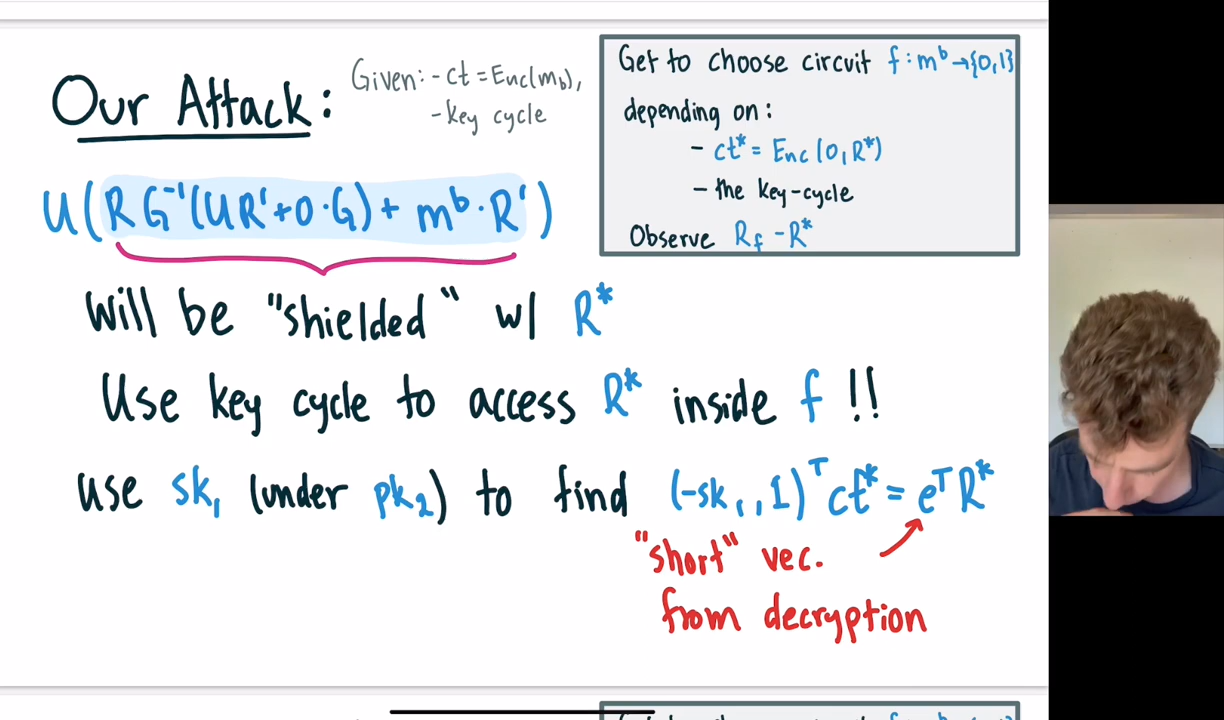 Our Attack:
Given: - ct = Enc(m_b),
- key cycle
Get to choose circuit f: m^b → {0,1}
depending on:
- ct* = Enc(0, R*)
- the key-cycle
Observe R_f - R*
U(RG⁻¹(UR'+0·G)+ m^b·R')
Will be "shielded" w/ R*
Use key cycle to access R* inside f !!
use sk₁ (under pk₂) to find (-sk₁, 1)ᵀ ct* = eᵀR*
"short" vec.
from decryption